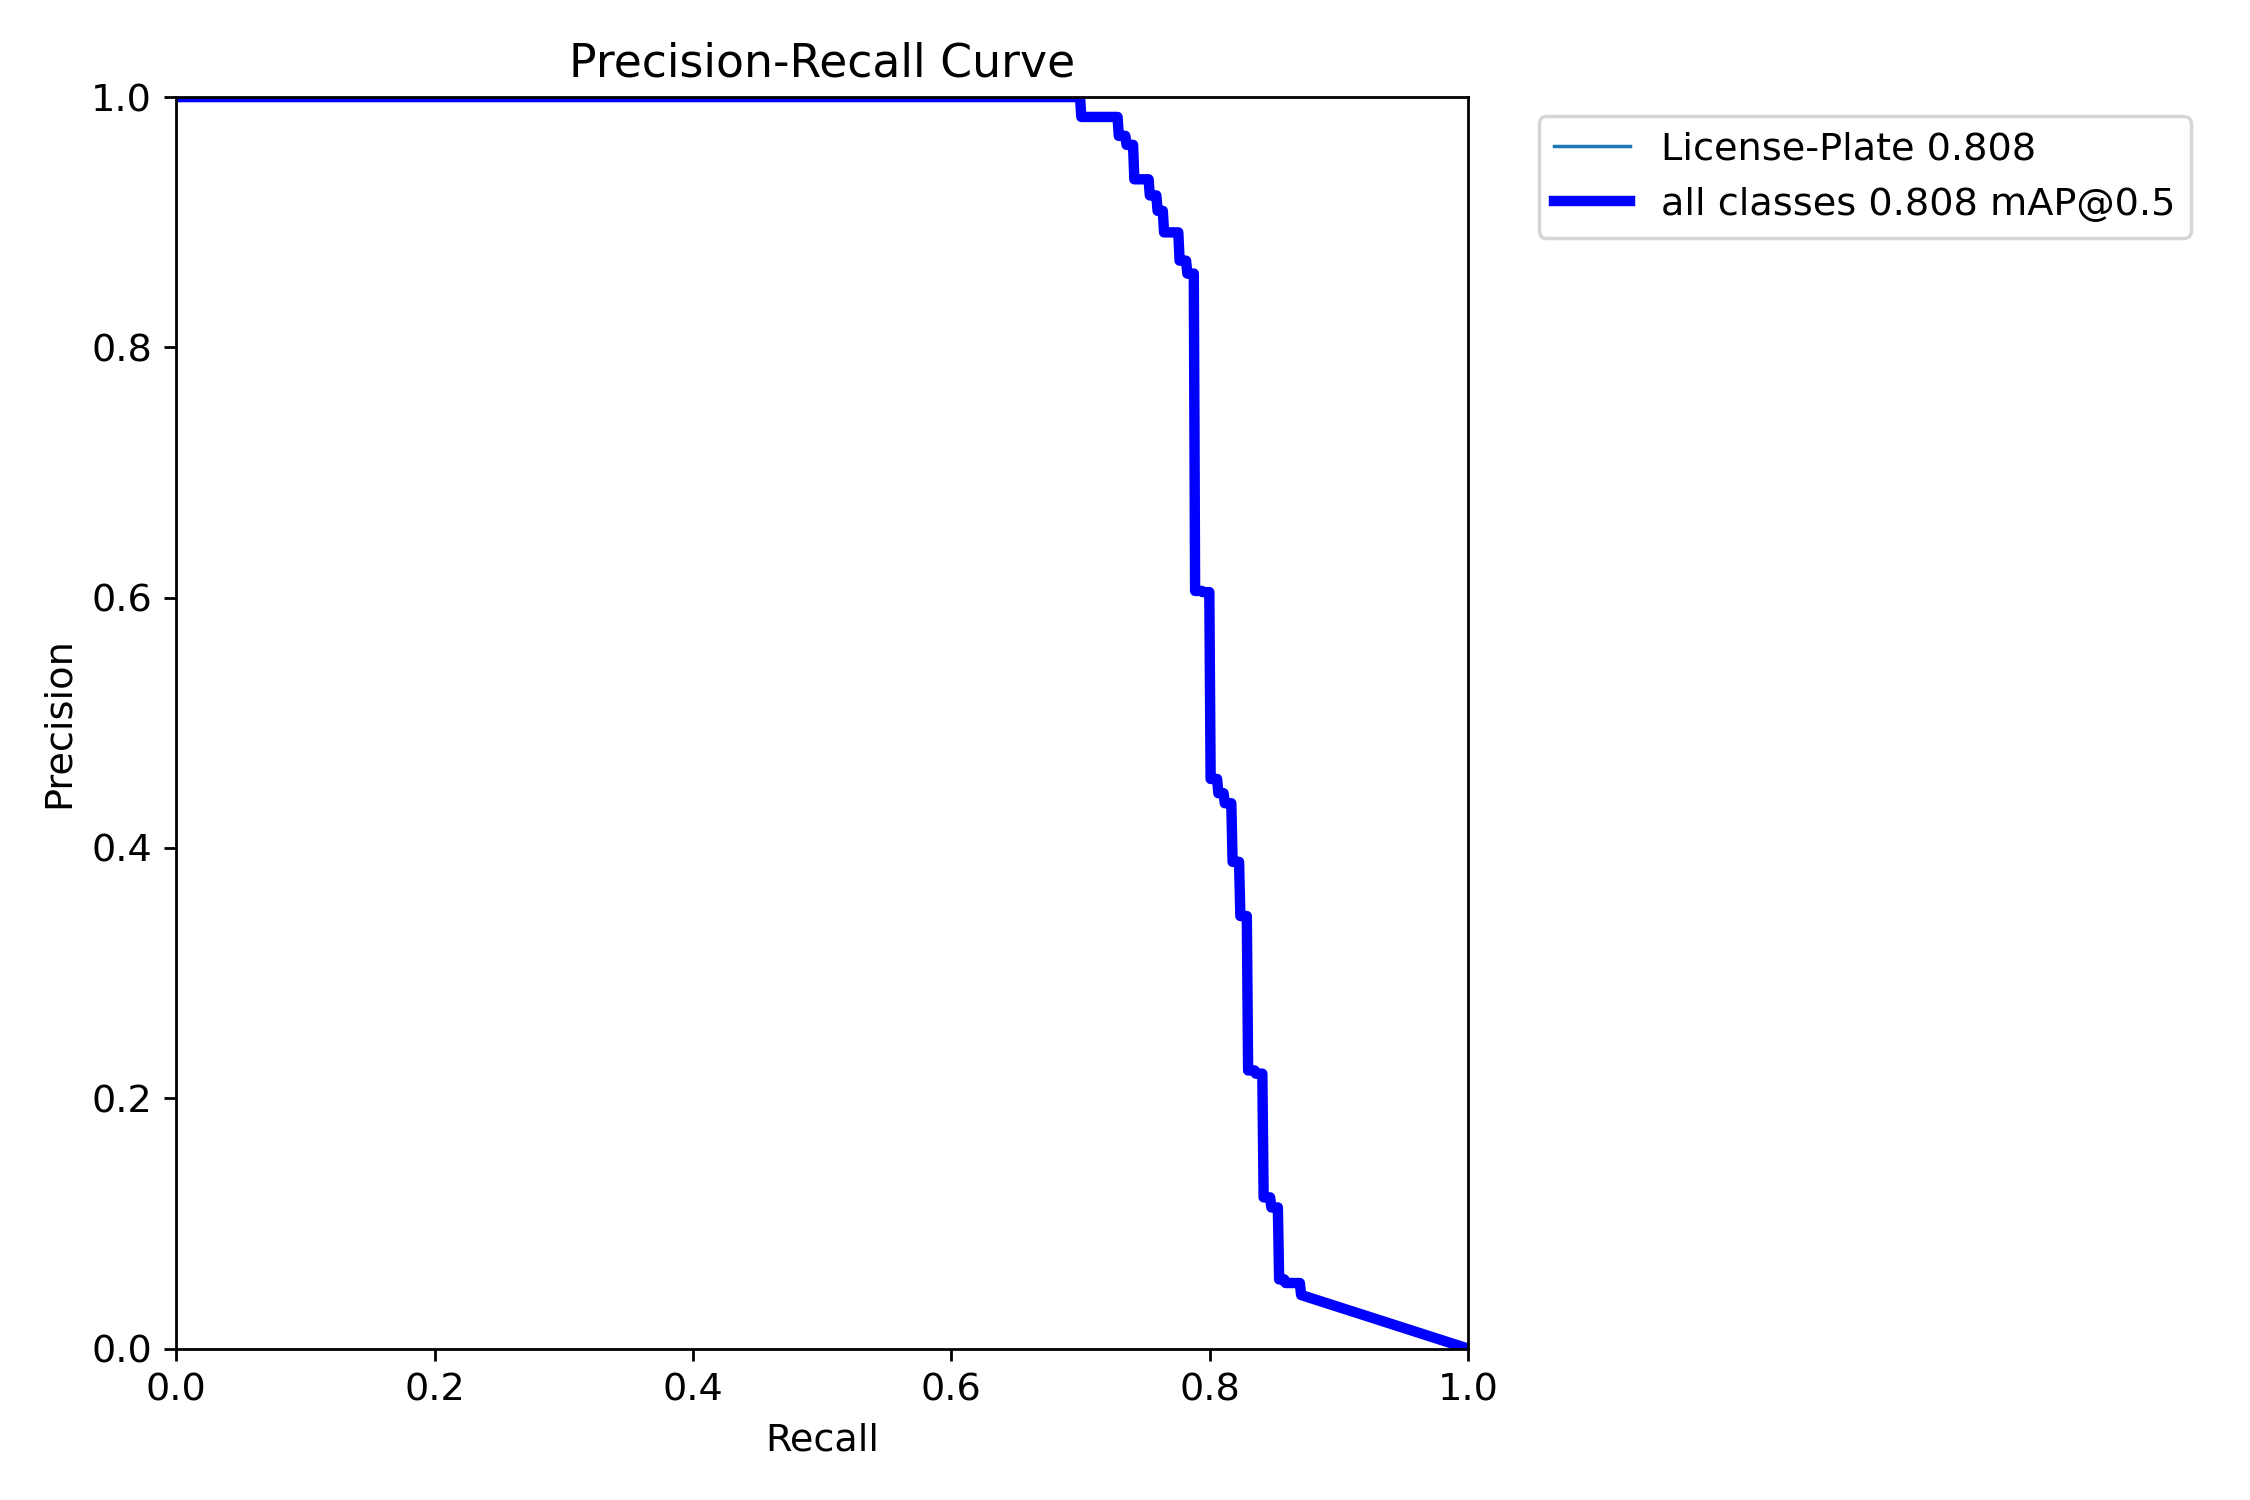 Precision-Recall Curve
1.0
0.8
0.6
0.4
0.2
0.0
Precision
0.0 0.2 0.4 0.6 0.8 1.0
Recall
License-Plate 0.808
all classes 0.808 mAP@0.5